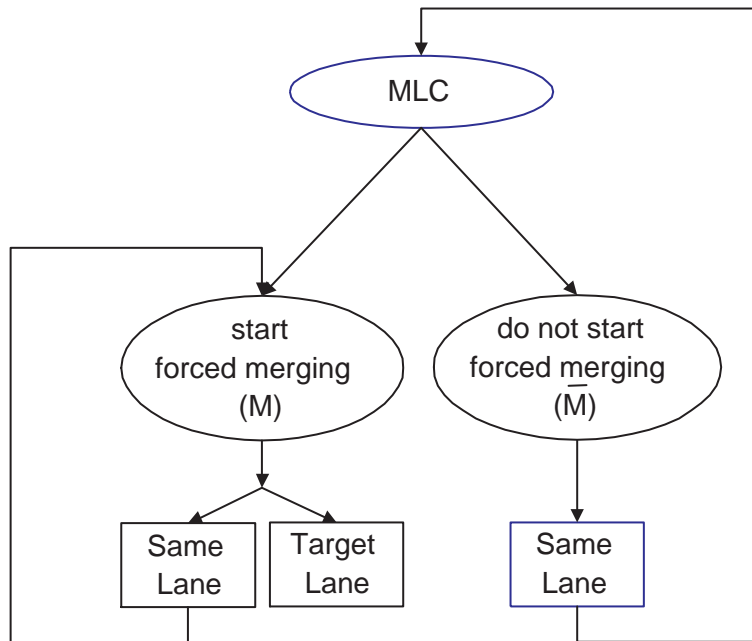 MLC
start
forced merging
(M)
do not start
forced merging
(M̅)
Same
Lane
Target
Lane
Same
Lane